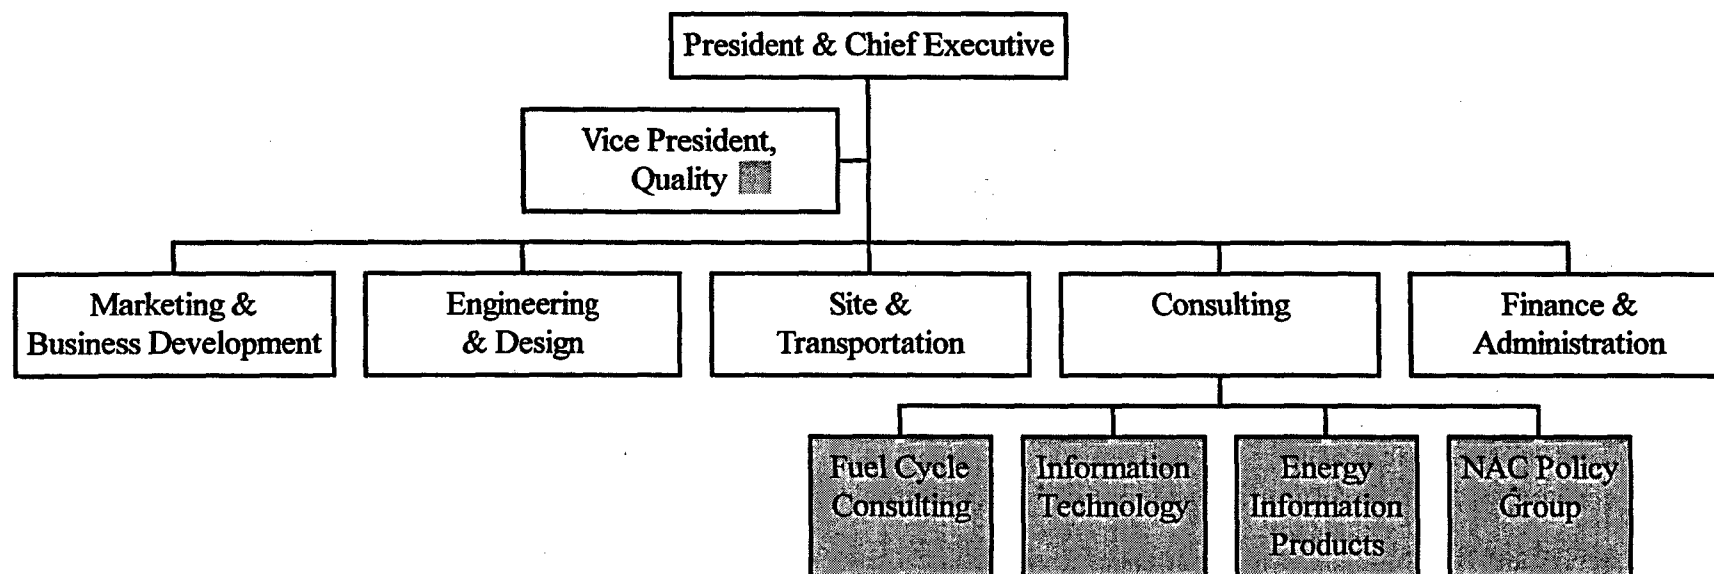 President & Chief Executive
Vice President,
Quality
Marketing &
Business Development
Engineering
& Design
Site &
Transportation
Consulting
Finance &
Administration
Fuel Cycle
Consulting
Information
Technology
Energy
Information
Products
NAC Policy
Group